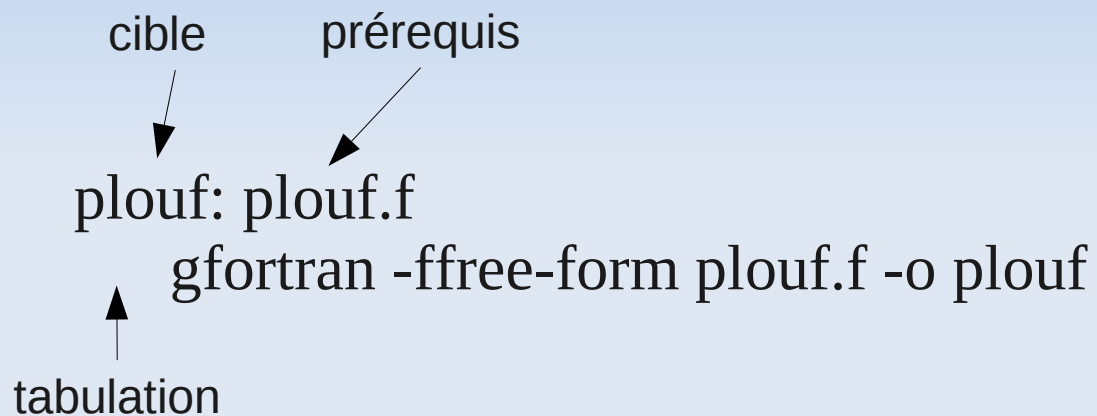 cible prérequis
plouf: plouf.f
gfortran -ffree-form plouf.f -o plouf
tabulation